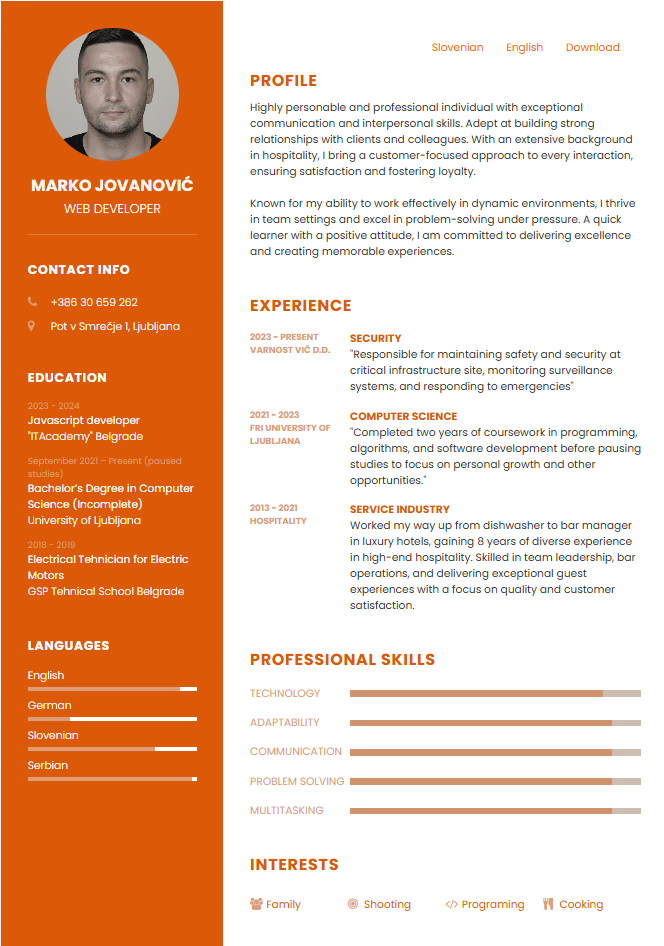 MARKO JOVANOVIĆ
WEB DEVELOPER
CONTACT INFO
+386 30 659 262
Pot v Smrečje 1, Ljubljana
EDUCATION
2023 - 2024
Javascript developer
"ITAcademy" Belgrade
September 2021 – Present (paused
studies)
Bachelor's Degree in Computer
Science (Incomplete)
University of Ljubljana
2018 - 2019
Electrical Tehnician for Electric
Motors
GSP Tehnical School Belgrade
LANGUAGES
English
German
Slovenian
Serbian
Slovenian English Download
PROFILE
Highly personable and professional individual with exceptional
communication and interpersonal skills. Adept at building strong
relationships with clients and colleagues. With an extensive background
in hospitality, I bring a customer-focused approach to every interaction,
ensuring satisfaction and fostering loyalty.
Known for my ability to work effectively in dynamic environments, I thrive
in team settings and excel in problem-solving under pressure. A quick
learner with a positive attitude, I am committed to delivering excellence
and creating memorable experiences.
EXPERIENCE
2023 - PRESENT
VARNOST VIČ D.D.
SECURITY
"Responsible for maintaining safety and security at
critical infrastructure site, monitoring surveillance
systems, and responding to emergencies"
2021 - 2023
FRI UNIVERSITY OF
LJUBLJANA
COMPUTER SCIENCE
"Completed two years of coursework in programming,
algorithms, and software development before pausing
studies to focus on personal growth and other
opportunities."
2013 - 2021
HOSPITALITY
SERVICE INDUSTRY
Worked my way up from dishwasher to bar manager
in luxury hotels, gaining 8 years of diverse experience
in high-end hospitality. Skilled in team leadership, bar
operations, and delivering exceptional guest
experiences with a focus on quality and customer
satisfaction.
PROFESSIONAL SKILLS
TECHNOLOGY
ADAPTABILITY
COMMUNICATION
PROBLEM SOLVING
MULTITASKING
INTERESTS
Family Shooting Programing Cooking